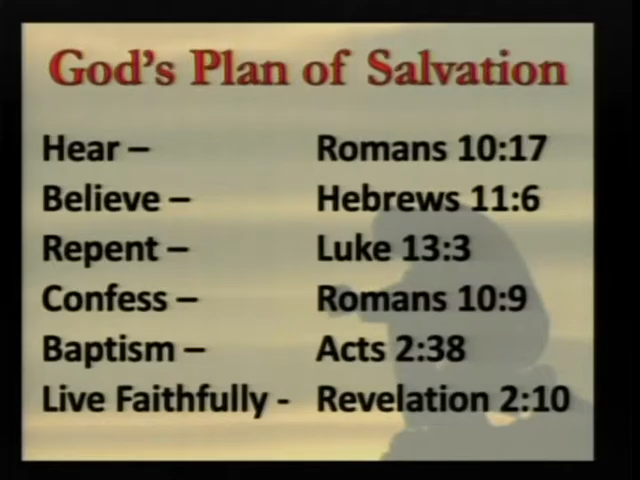 God's Plan of Salvation
Hear – Romans 10:17
Believe – Hebrews 11:6
Repent – Luke 13:3
Confess – Romans 10:9
Baptism – Acts 2:38
Live Faithfully - Revelation 2:10